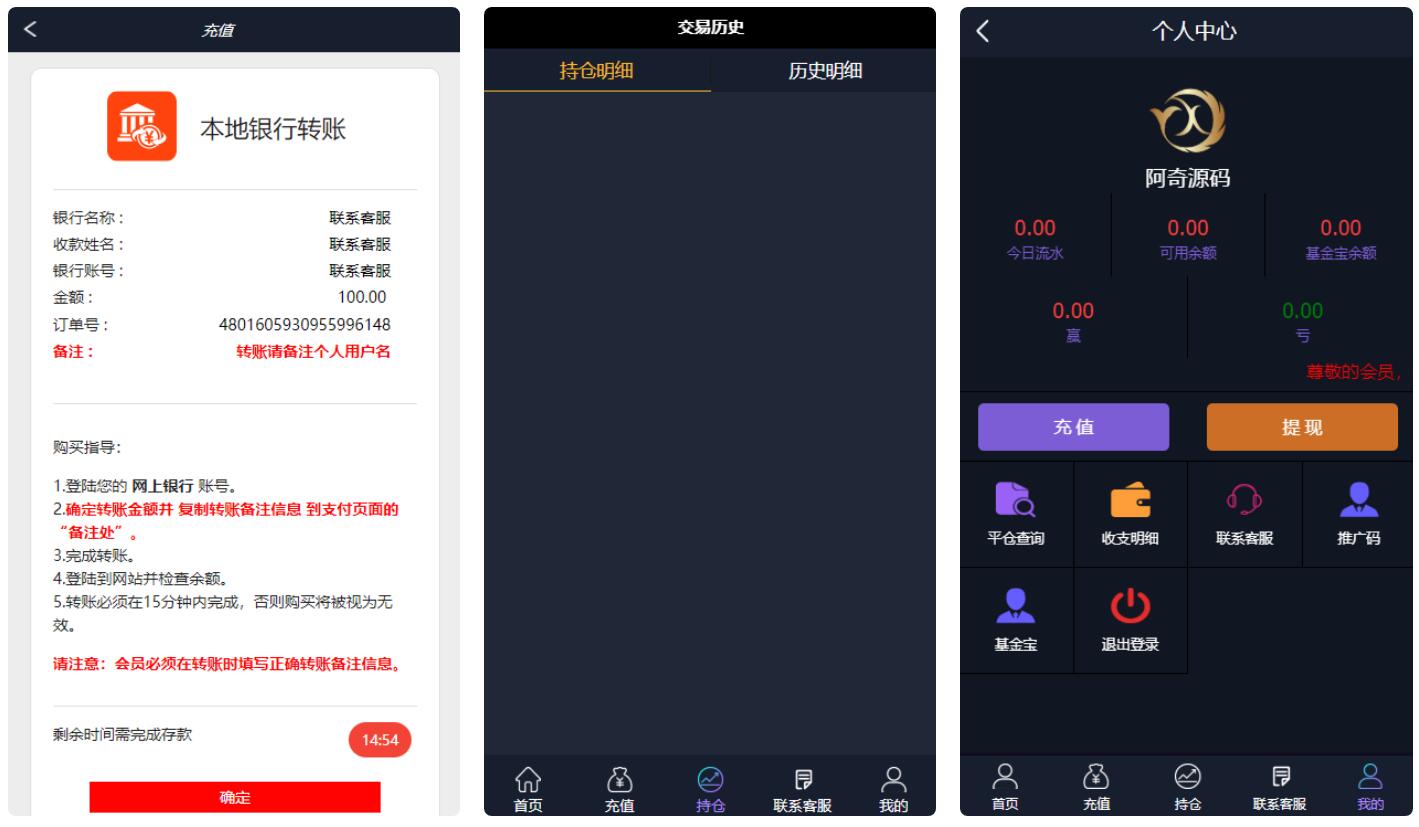 充值
本地银行转账
银行名称： 联系客服
收款姓名： 联系客服
银行账号： 联系客服
金额： 100.00
订单号： 4801605930955996148
备注： 转账请备注个人用户名
购买指导：
1.登陆您的 网上银行 账号。
2.确定转账金额并 复制转账备注信息 到支付页面的
“备注处”。
3.完成转账。
4.登陆到网站并检查余额。
5.转账必须在15分钟内完成，否则购买将被视为无
效。
请注意：会员必须在转账时填写正确转账备注信息。
剩余时间需完成存款 14:54
确定
交易历史
持仓明细 历史明细
首页 充值 持仓 联系客服 我的
个人中心
阿奇源码
0.00 0.00 0.00
今日流水 可用余额 基金宝余额
0.00 0.00
赢 亏
尊敬的会员，
充值 提现
平仓查询 收支明细 联系客服 推广码
基金宝 退出登录
首页 充值 持仓 联系客服 我的